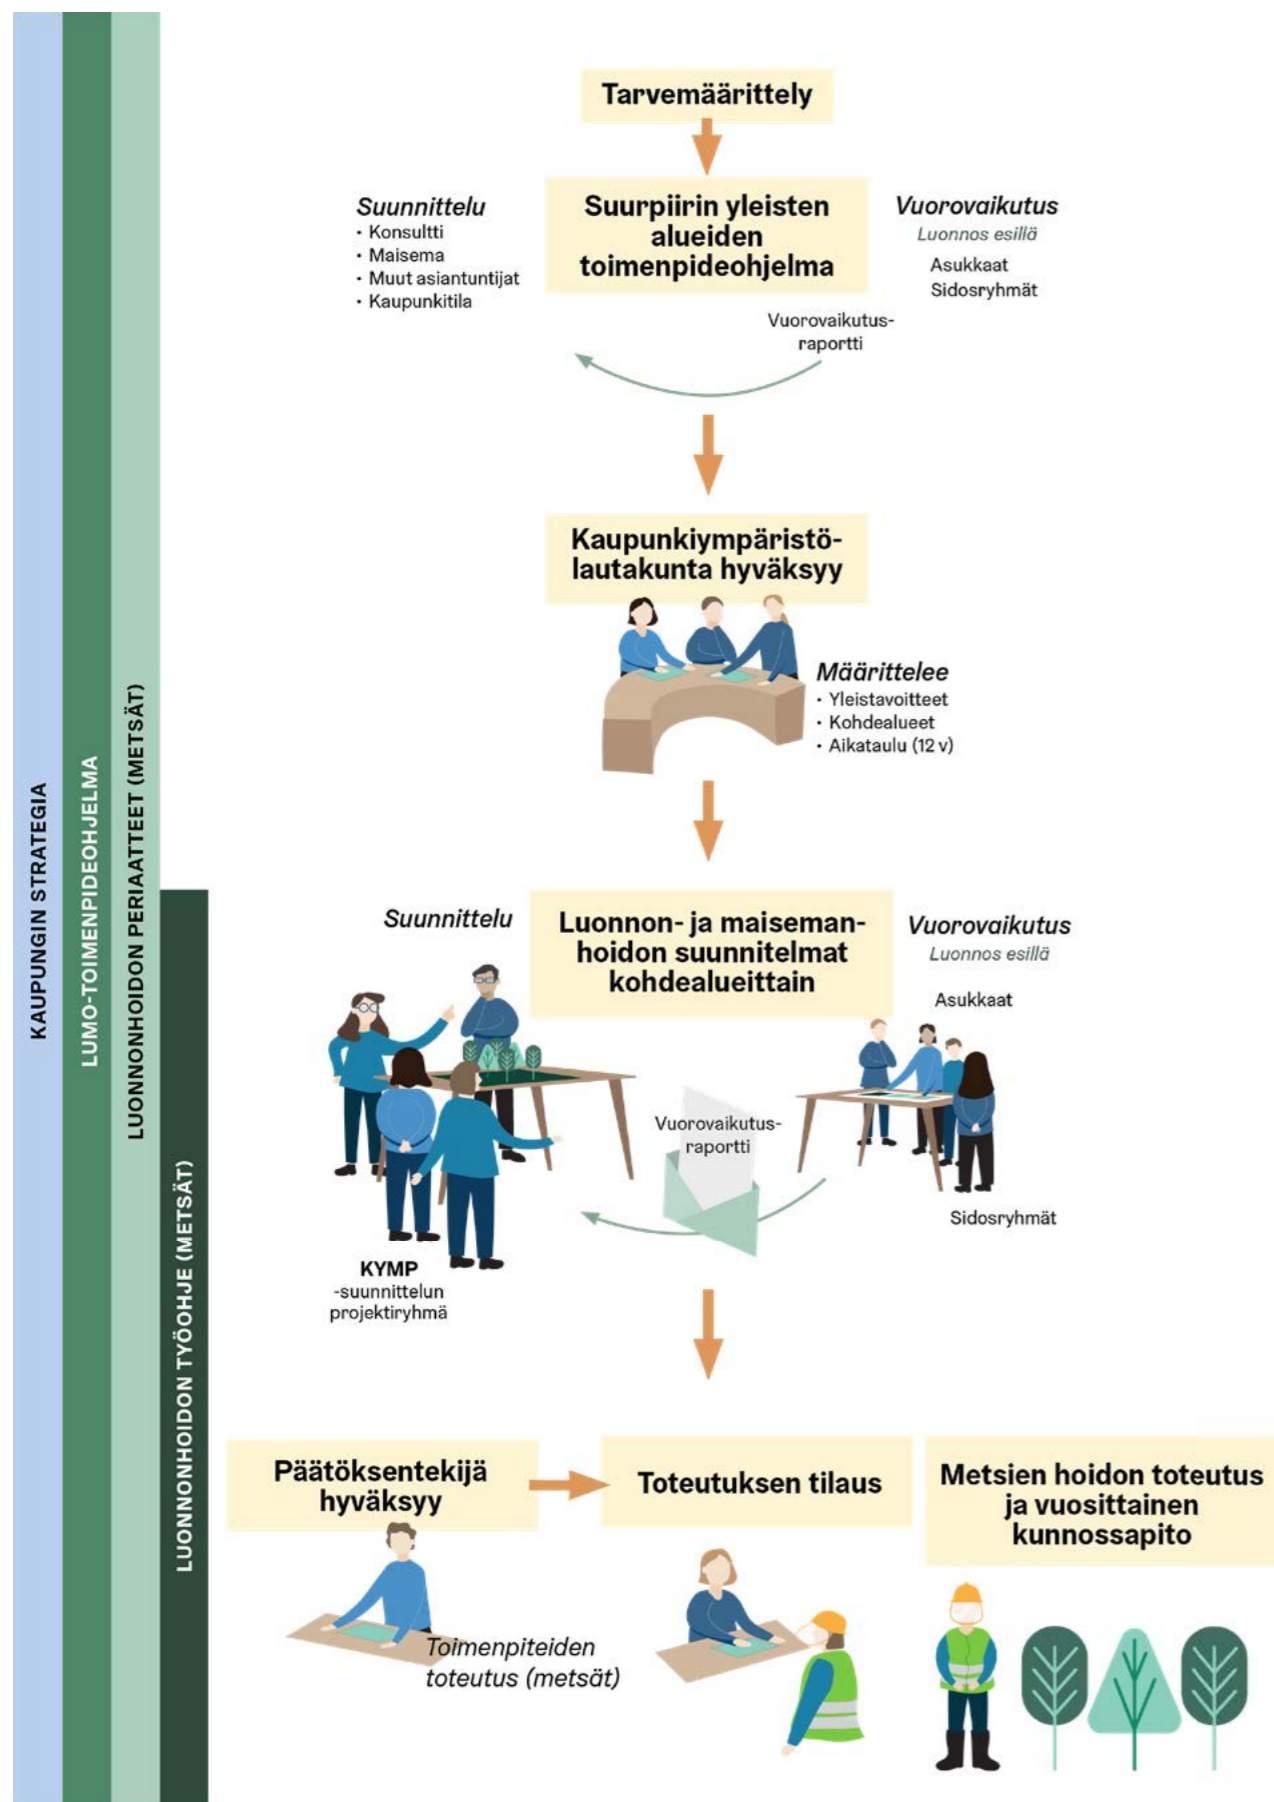 KAUPUNGIN STRATEGIA
LUMO-TOIMENPIDEOHJELMA
LUONNONHOIDON PERIAATTEET (METSÄT)
LUONNONHOIDON TYÖOHJE (METSÄT)
Tarvemäärittely
Suunnittelu
· Konsultti
· Maisema
· Muut asiantuntijat
· Kaupunkitila
Suurpiirin yleisten
alueiden
toimenpideohjelma
Vuorovaikutus
Luonnos esillä
Asukkaat
Sidosryhmät
Vuorovaikutus-
raportti
Kaupunkiympäristö-
lautakunta hyväksyy
Määrittelee
· Yleistavoitteet
· Kohdealueet
· Aikataulu (12 v)
Suunnittelu
Luonnon- ja maiseman-
hoidon suunnitelmat
kohdealueittain
Vuorovaikutus
Luonnos esillä
Asukkaat
Vuorovaikutus-
raportti
Sidosryhmät
KYMP
-suunnittelun
projektiryhmä
Päätöksentekijä
hyväksyy
Toteutuksen tilaus
Metsien hoidon toteutus
ja vuosittainen
kunnossapito
Toimenpiteiden
toteutus (metsät)